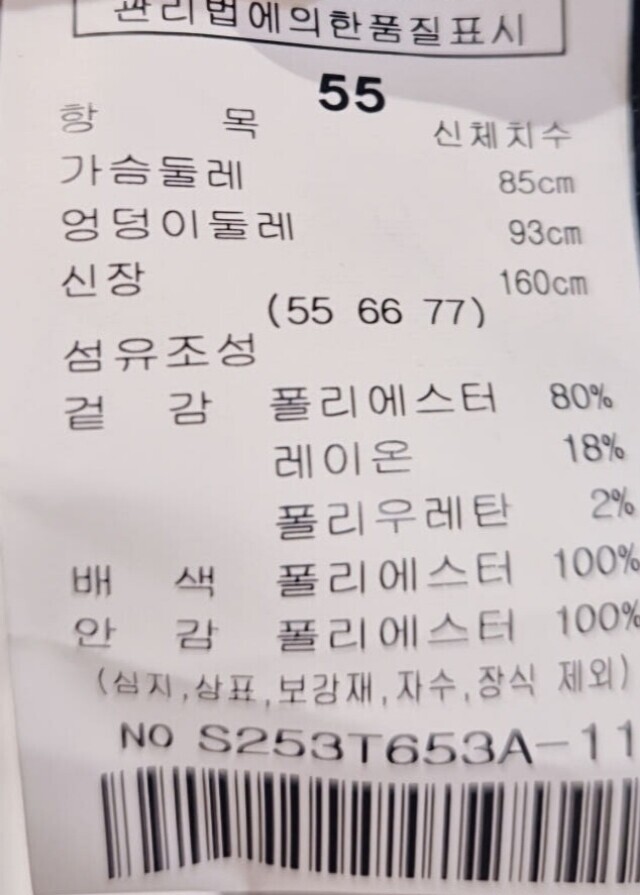 관리법에의한품질표시
55
항 목 신체치수
가슴둘레 85cm
엉덩이둘레 93cm
신장 160cm
(55 66 77)
섬유조성
겉 감 폴리에스터 80%
레이온 18%
폴리우레탄 2%
배 색 폴리에스터 100%
안 감 폴리에스터 100%
(심지,상표,보강재,자수,장식 제외)
NO S253T653A-11